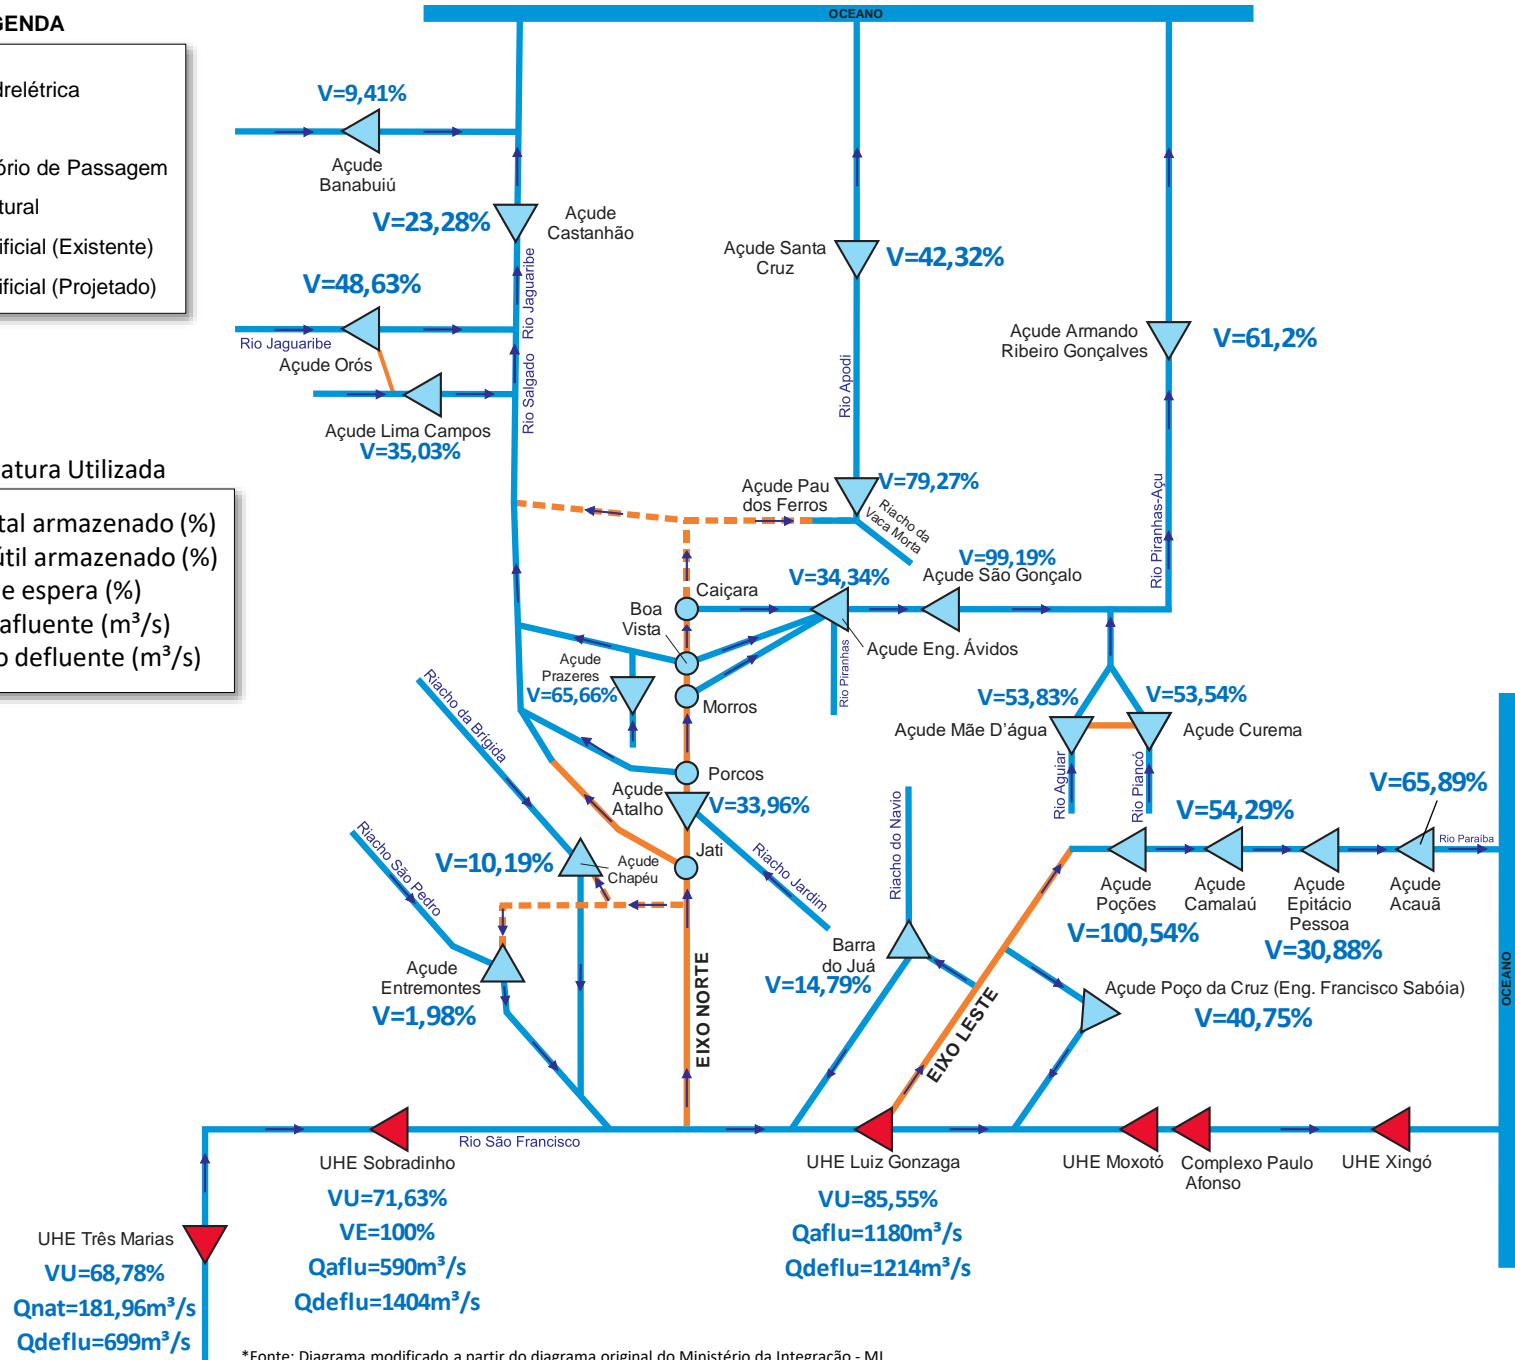 OCEANO
GENDA
drelétrica
ório de Passagem
tural
ificial (Existente)
ificial (Projetado)
V=9,41%
Açude
Banabuiú
V=23,28%
Açude
Castanhão
Rio Jaguaribe
V=48,63%
Rio Jaguaribe
Açude Orós
Rio Salgado
Açude Lima Campos
V=35,03%
Açude Santa
Cruz
V=42,32%
Rio Apodi
Açude Armando
Ribeiro Gonçalves
V=61,2%
Rio Piranhas-Açu
atura Utilizada
tal armazenado (%)
útil armazenado (%)
e espera (%)
afluente (m³/s)
o defluente (m³/s)
Açude Pau
dos Ferros
V=79,27%
Riacho da
Vaca Morta
V=99,19%
Açude São Gonçalo
V=34,34%
Caiçara
Boa
Vista
Açude Eng. Ávidos
Rio Piranhas
Açude
Prazeres
V=65,66%
Morros
Riacho da Brígida
Porcos
Açude
Atalho
V=33,96%
V=53,83%
V=53,54%
Açude Mãe D'água
Açude Curema
Rio Aguiar
Rio Piancó
V=65,89%
V=54,29%
Riacho do Navio
Rio Paraíba
Riacho São Pedro
V=10,19%
Açude
Chapéu
Jati
Riacho Jardim
Açude
Poções
Açude
Camalaú
Açude
Epitácio
Pessoa
Açude
Acauã
V=100,54%
V=30,88%
Açude
Entremontes
V=1,98%
EIXO NORTE
Barra
do Juá
V=14,79%
EIXO LESTE
Açude Poço da Cruz (Eng. Francisco Sabóia)
V=40,75%
OCEANO
Rio São Francisco
UHE Sobradinho
VU=71,63%
VE=100%
Qaflu=590m³/s
Qdeflu=1404m³/s
UHE Luiz Gonzaga
VU=85,55%
Qaflu=1180m³/s
Qdeflu=1214m³/s
UHE Moxotó
Complexo Paulo
Afonso
UHE Xingó
UHE Três Marias
VU=68,78%
Qnat=181,96m³/s
Qdeflu=699m³/s
*Fonte: Diagrama modificado a partir do diagrama original do Ministério da Integração - MI